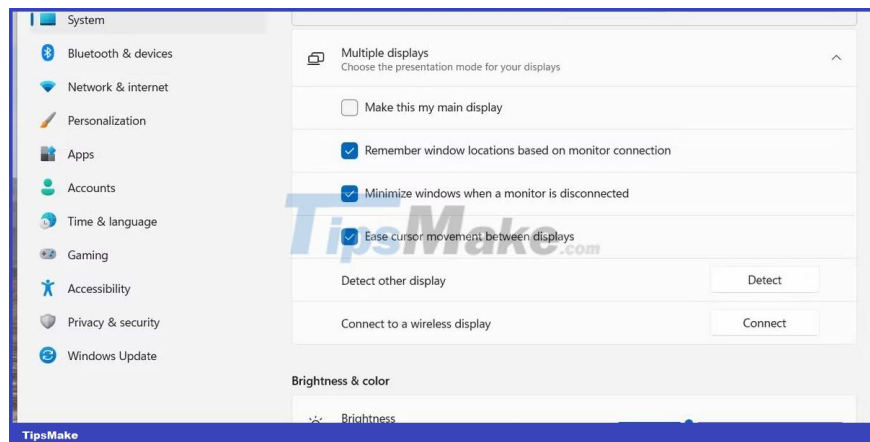 System
Bluetooth & devices
Network & internet
Personalization
Apps
Accounts
Time & language
Gaming
Accessibility
Privacy & security
Windows Update
Multiple displays
Choose the presentation mode for your displays
Make this my main display
Remember window locations based on monitor connection
Minimize windows when a monitor is disconnected
Ease cursor movement between displays
TipsMake.com
Detect other display
Detect
Connect to a wireless display
Connect
Brightness & color
Brightness
TipsMake